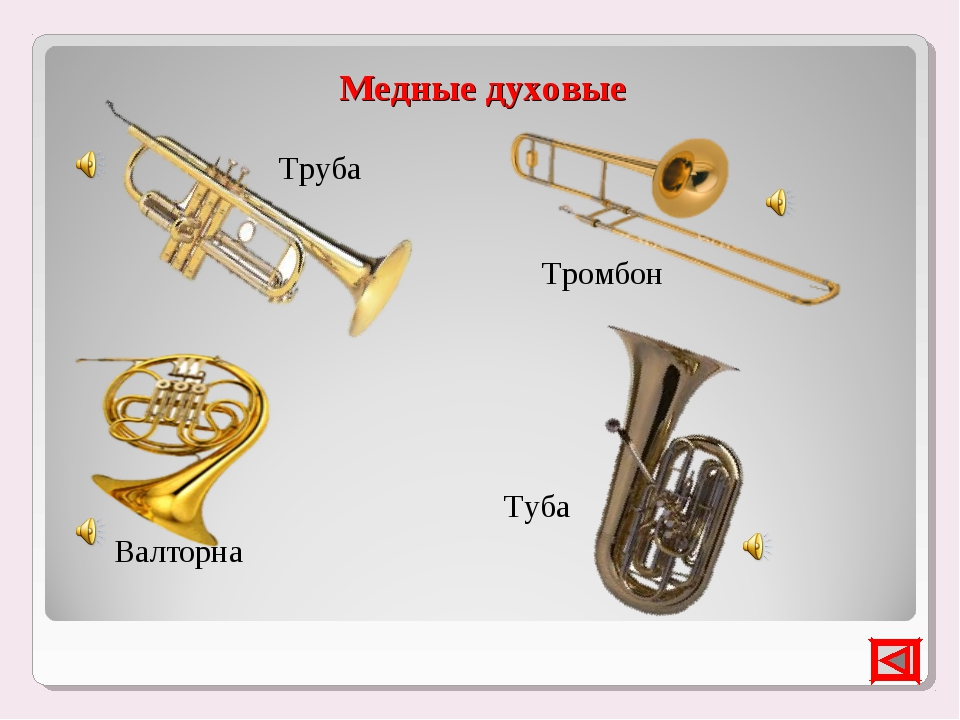 Медные духовые
Труба
Тромбон
Туба
Валторна